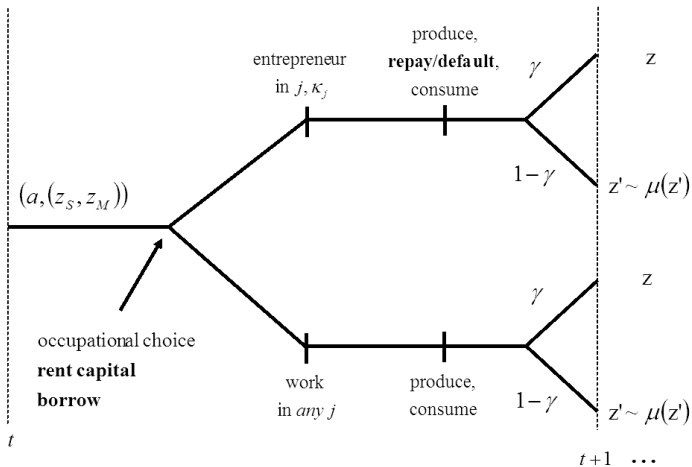 produce,
repay/default,
consume
entrepreneur
in j, κ_j
γ
z
1−γ
z'~ μ(z')
(a,(z_S, z_M))
occupational choice
rent capital
borrow
work
in any j
produce,
consume
γ
z
1−γ
z'~ μ(z')
t
t+1 ...